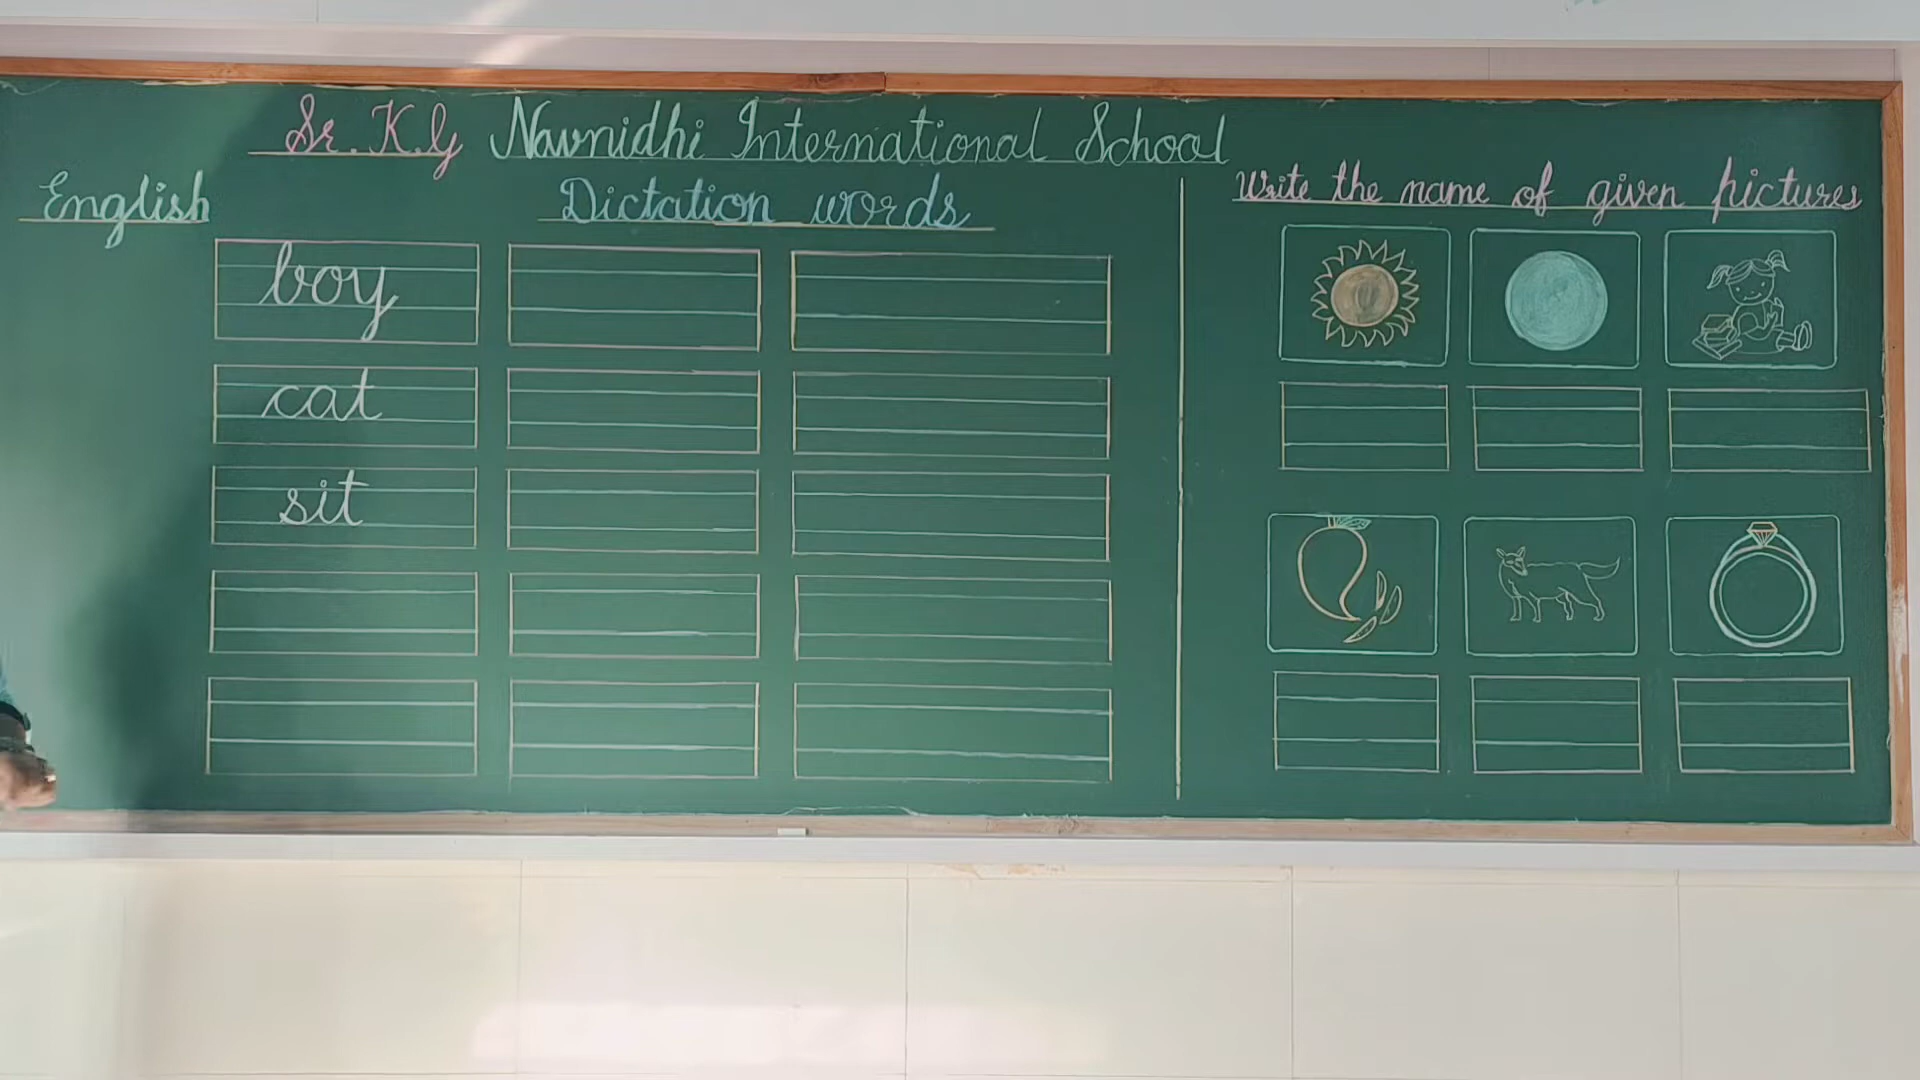 Sr. K.G Navnidhi International School
English
Dictation words
boy
cat
sit
Write the name of given pictures